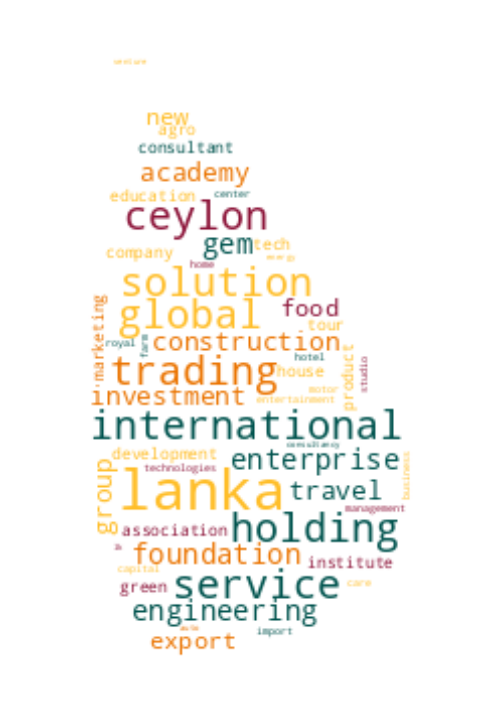 venture
new
agro
consultant
academy
education center
ceylon
gem tech
company energy
home
solution
global food
tour
marketing
royal farm construction
hotel
trading house product studio
investment motor
entertainment
international
consultancy
development enterprise business
technologies
group lanka travel
management
association holding
foundation
institute
capital
green service care
engineering
auto import
export